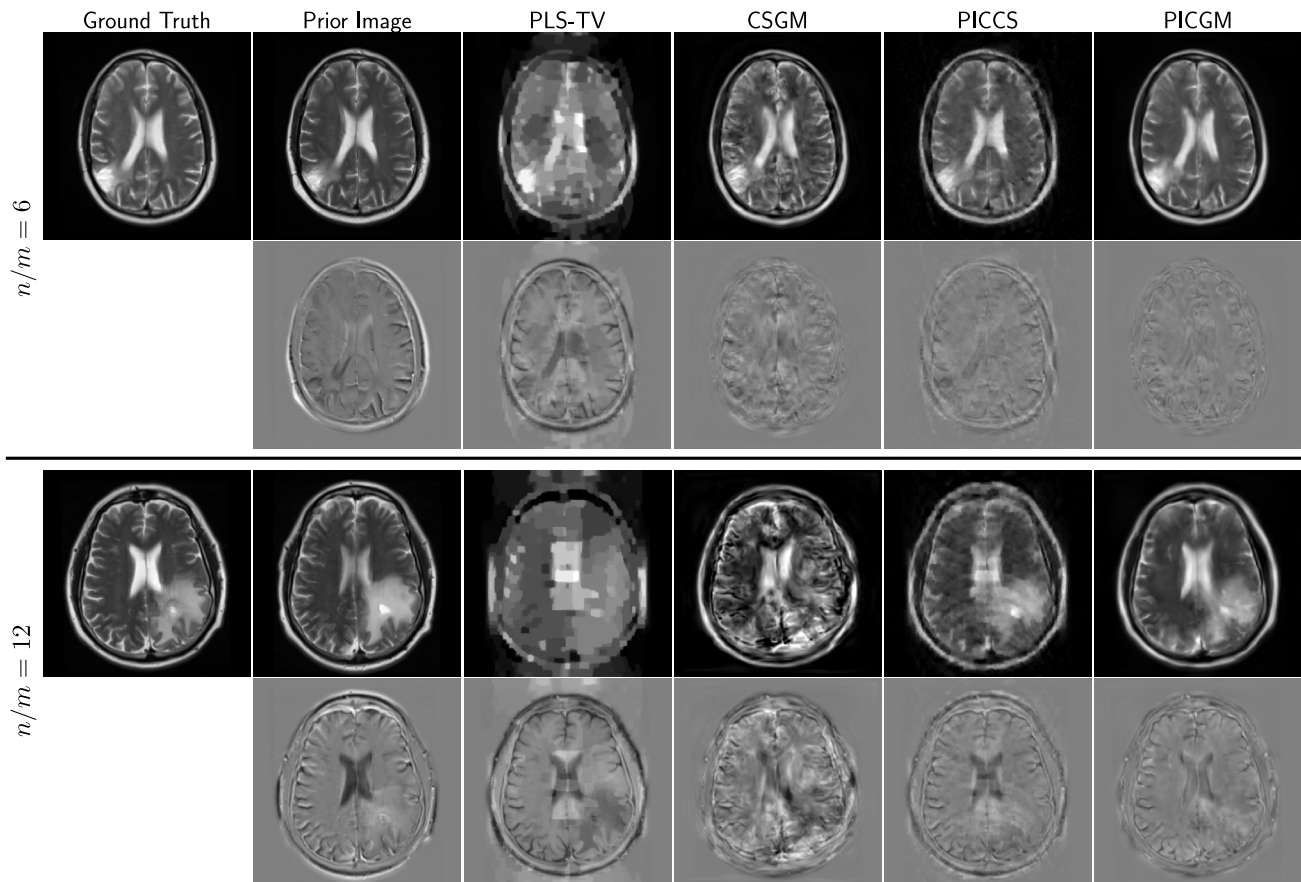 Ground Truth Prior Image PLS-TV CSGM PICCS PICGM
n/m = 6
n/m = 12